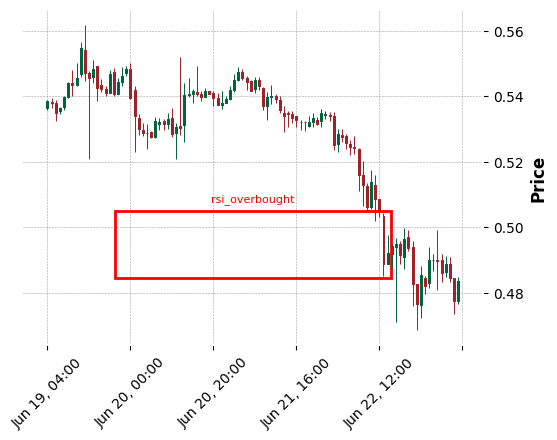 0.56
0.54
0.52
0.50
0.48
Price
rsi_overbought
Jun 19, 04:00
Jun 20, 00:00
Jun 20, 20:00
Jun 21, 16:00
Jun 22, 12:00